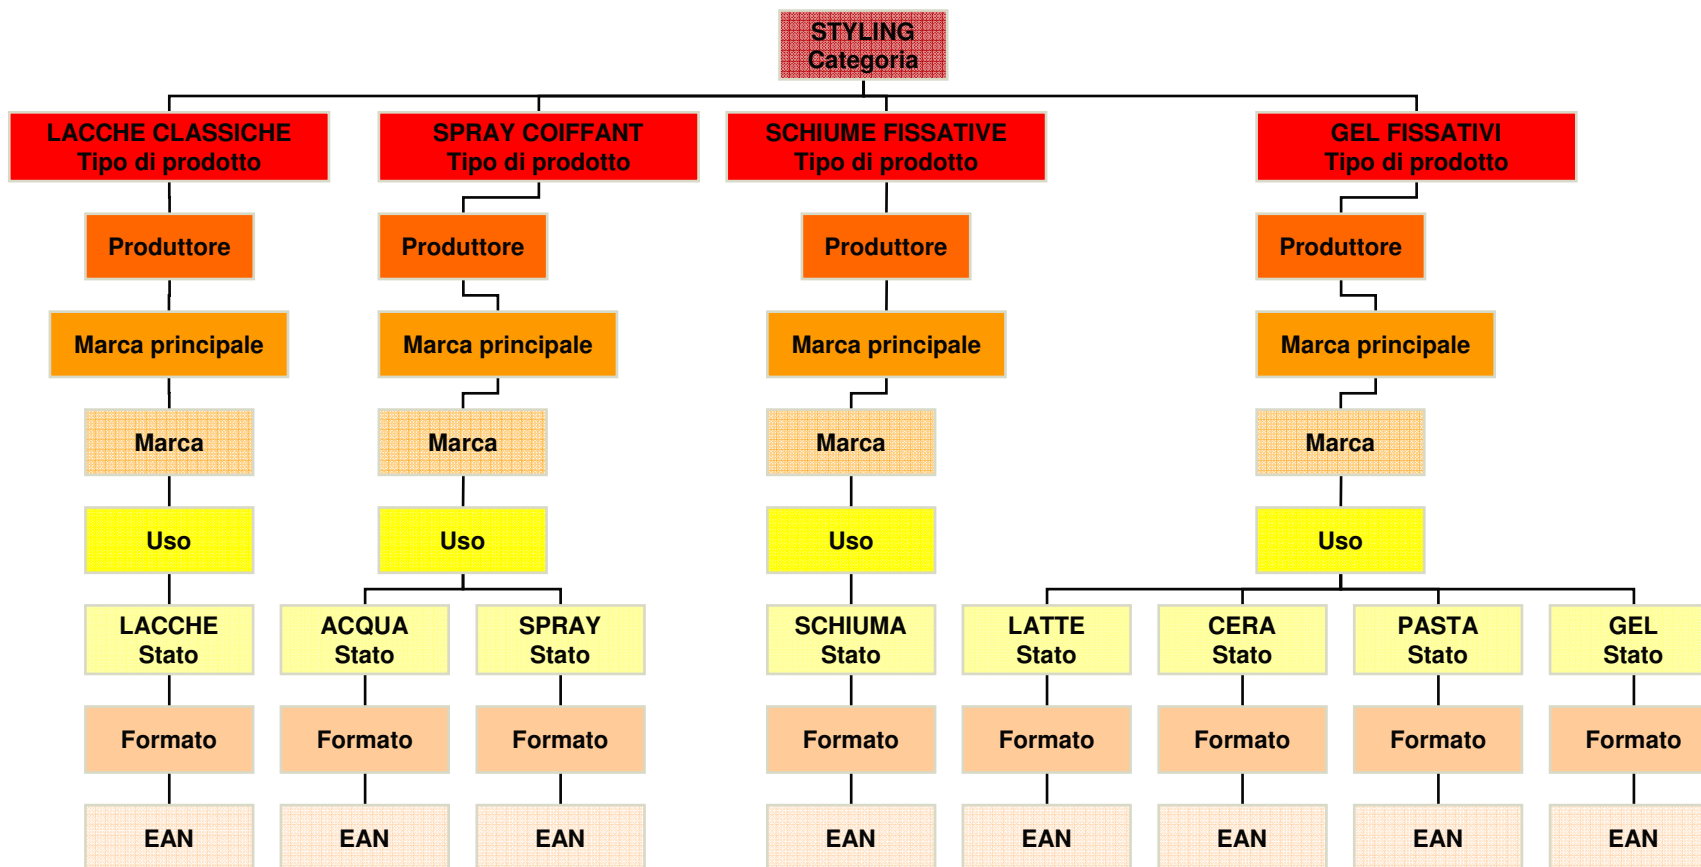 STYLING
Categoria
LACCHE CLASSICHE
Tipo di prodotto
SPRAY COIFFANT
Tipo di prodotto
SCHIUME FISSATIVE
Tipo di prodotto
GEL FISSATIVI
Tipo di prodotto
Produttore
Produttore
Produttore
Produttore
Marca principale
Marca principale
Marca principale
Marca principale
Marca
Marca
Marca
Marca
Uso
Uso
Uso
Uso
LACCHE
Stato
ACQUA
Stato
SPRAY
Stato
SCHIUMA
Stato
LATTE
Stato
CERA
Stato
PASTA
Stato
GEL
Stato
Formato
Formato
Formato
Formato
Formato
Formato
Formato
Formato
EAN
EAN
EAN
EAN
EAN
EAN
EAN
EAN